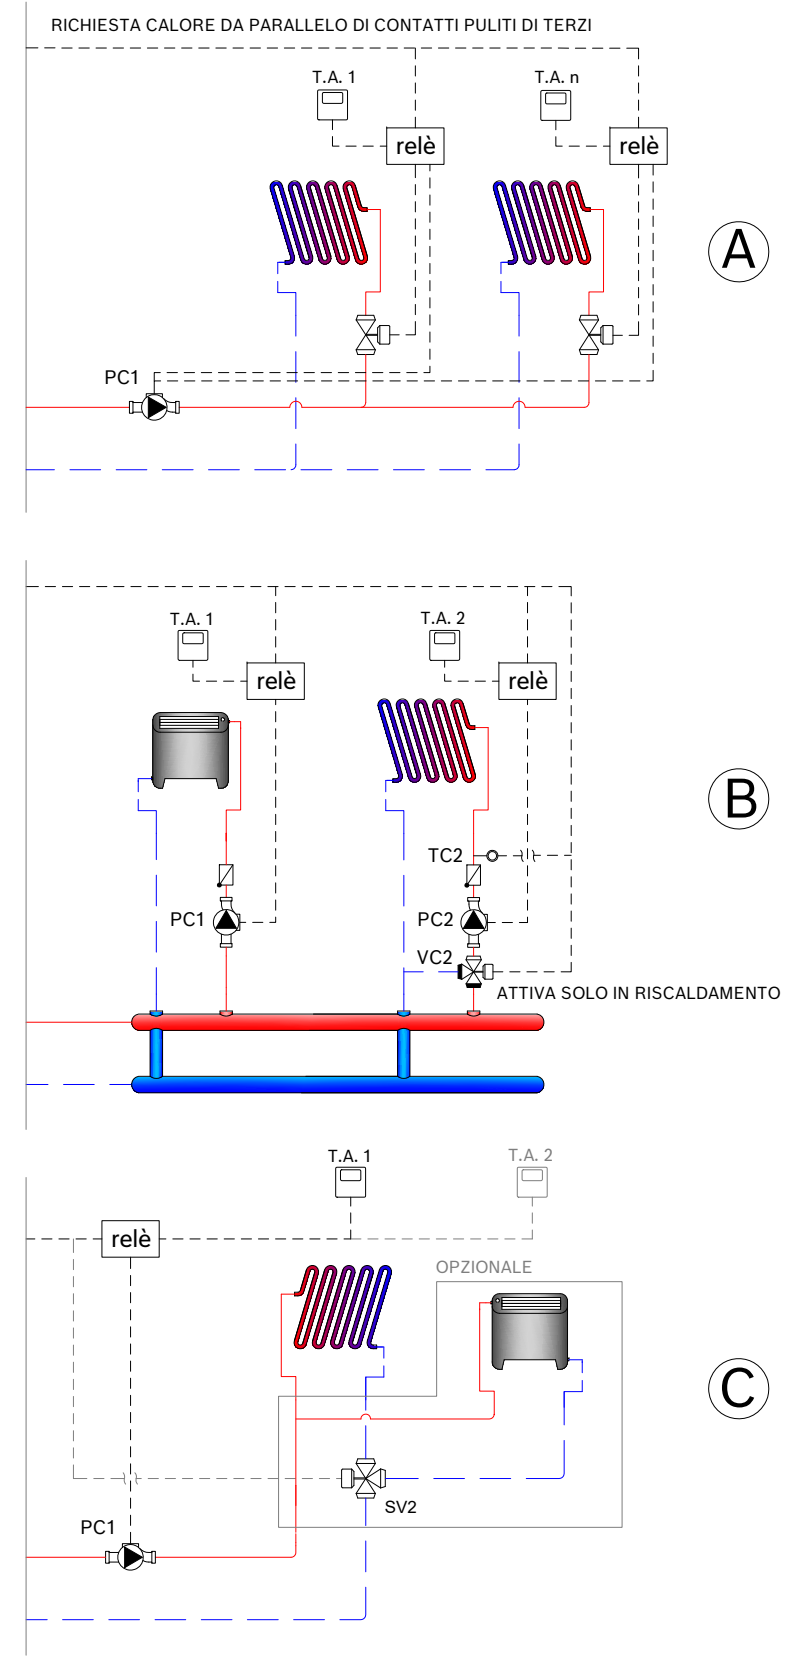 RICHIESTA CALORE DA PARALLELO DI CONTATTI PULITI DI TERZI
T.A. 1
T.A. n
relè
relè
A
PC1
T.A. 1
T.A. 2
relè
relè
B
TC2
PC1
PC2
VC2
ATTIVA SOLO IN RISCALDAMENTO
T.A. 1
T.A. 2
relè
OPZIONALE
C
SV2
PC1